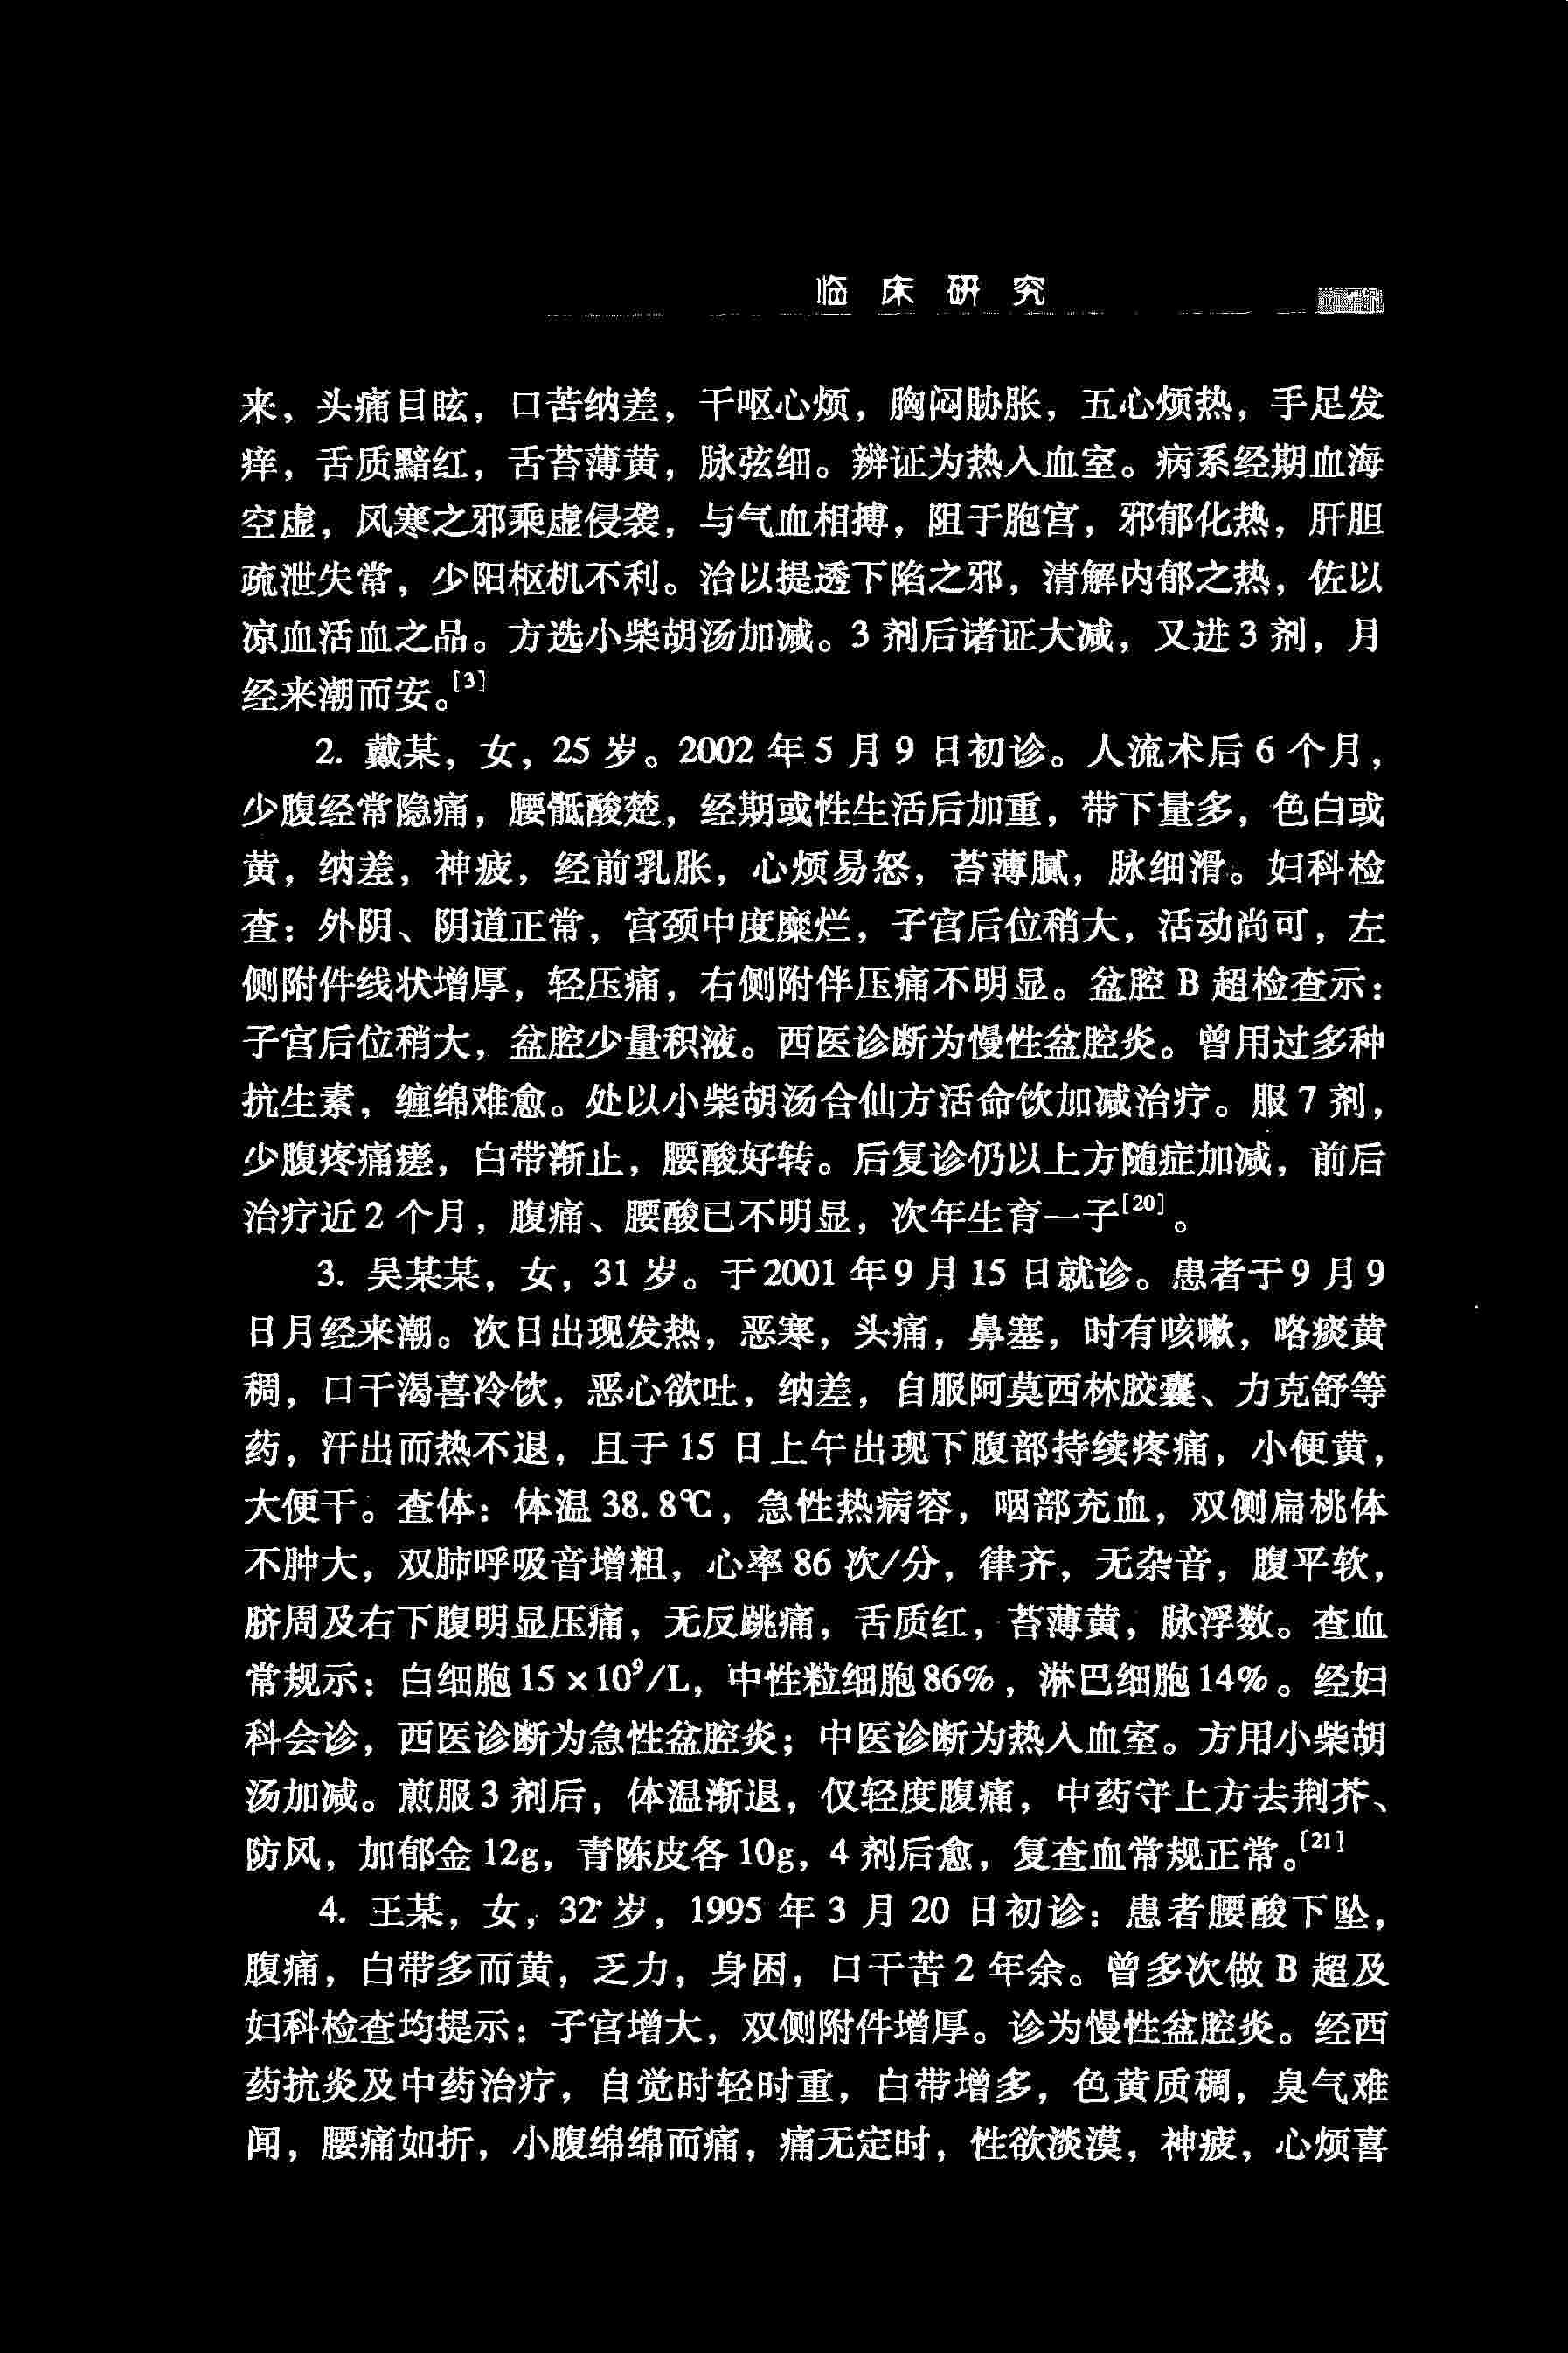 临床研究
来，头痛目眩，口苦纳差，干呕心烦，胸闷胁胀，五心烦热，手足发
痒，舌质黯红，舌苔薄黄，脉弦细。辨证为热入血室。病系经期血海
空虚，风寒之邪乘虚侵袭，与气血相搏，阻于胞宫，邪郁化热，肝胆
疏泄失常，少阳枢机不利。治以提透下陷之邪，清解内郁之热，佐以
凉血活血之品。方选小柴胡汤加减。3 剂后诸证大减，又进 3 剂，月
经来潮而安。[3]
2. 戴某，女，25 岁。2002 年 5 月 9 日初诊。人流术后 6 个月，
少腹经常隐痛，腰骶酸楚，经期或性生活后加重，带下量多，色白或
黄，纳差，神疲，经前乳胀，心烦易怒，苔薄腻，脉细滑。妇科检
查：外阴、阴道正常，宫颈中度糜烂，子宫后位稍大，活动尚可，左
侧附件线状增厚，轻压痛，右侧附件压痛不明显。盆腔 B 超检查示：
子宫后位稍大，盆腔少量积液。西医诊断为慢性盆腔炎。曾用过多种
抗生素，缠绵难愈。处以小柴胡汤合仙方活命饮加减治疗。服 7 剂，
少腹疼痛瘥，白带渐止，腰酸好转。后复诊仍以上方随症加减，前后
治疗近 2 个月，腹痛、腰酸已不明显，次年生育一子[20]。
3. 吴某某，女，31 岁。于 2001 年 9 月 15 日就诊。患者于 9 月 9
日月经来潮。次日出现发热，恶寒，头痛，鼻塞，时有咳嗽，咯痰黄
稠，口干渴喜冷饮，恶心欲吐，纳差，自服阿莫西林胶囊、力克舒等
药，汗出而热不退，且于 15 日上午出现下腹部持续疼痛，小便黄，
大便干。查体：体温 38.8℃，急性热病容，咽部充血，双侧扁桃体
不肿大，双肺呼吸音增粗，心率 86 次/分，律齐，无杂音，腹平软，
脐周及右下腹明显压痛，无反跳痛，舌质红，苔薄黄，脉浮数。查血
常规示：白细胞 15×10⁹/L，中性粒细胞 86%，淋巴细胞 14%。经妇
科会诊，西医诊断为急性盆腔炎；中医诊断为热入血室。方用小柴胡
汤加减。煎服 3 剂后，体温渐退，仅轻度腹痛，中药守上方去荆芥、
防风，加郁金 12g，青陈皮各 10g，4 剂后愈，复查血常规正常。[21]
4. 王某，女，32 岁，1995 年 3 月 20 日初诊：患者腰酸下坠，
腹痛，白带多而黄，乏力，身困，口干苦 2 年余。曾多次做 B 超及
妇科检查均提示：子宫增大，双侧附件增厚。诊为慢性盆腔炎。经西
药抗炎及中药治疗，自觉时轻时重，白带增多，色黄质稠，臭气难
闻，腰痛如折，小腹绵绵而痛，痛无定时，性欲淡漠，神疲，心烦喜